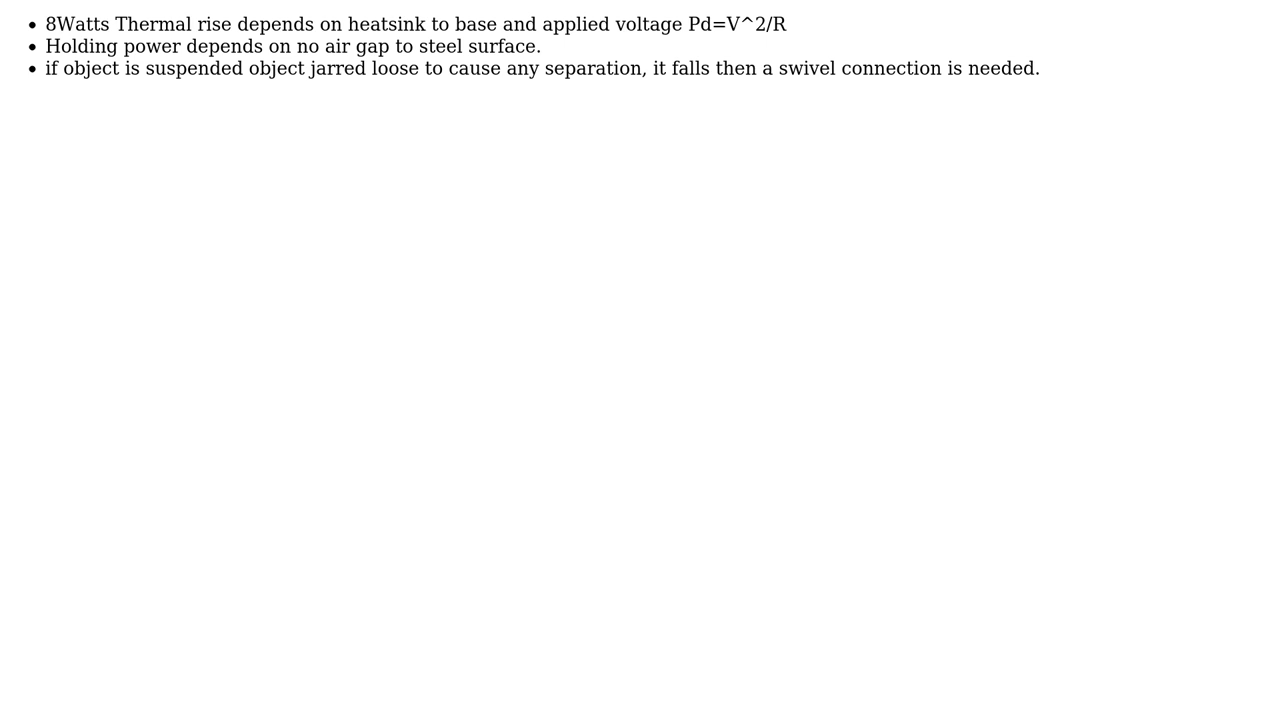 • 8Watts Thermal rise depends on heatsink to base and applied voltage Pd=V^2/R
• Holding power depends on no air gap to steel surface.
• if object is suspended object jarred loose to cause any separation, it falls then a swivel connection is needed.